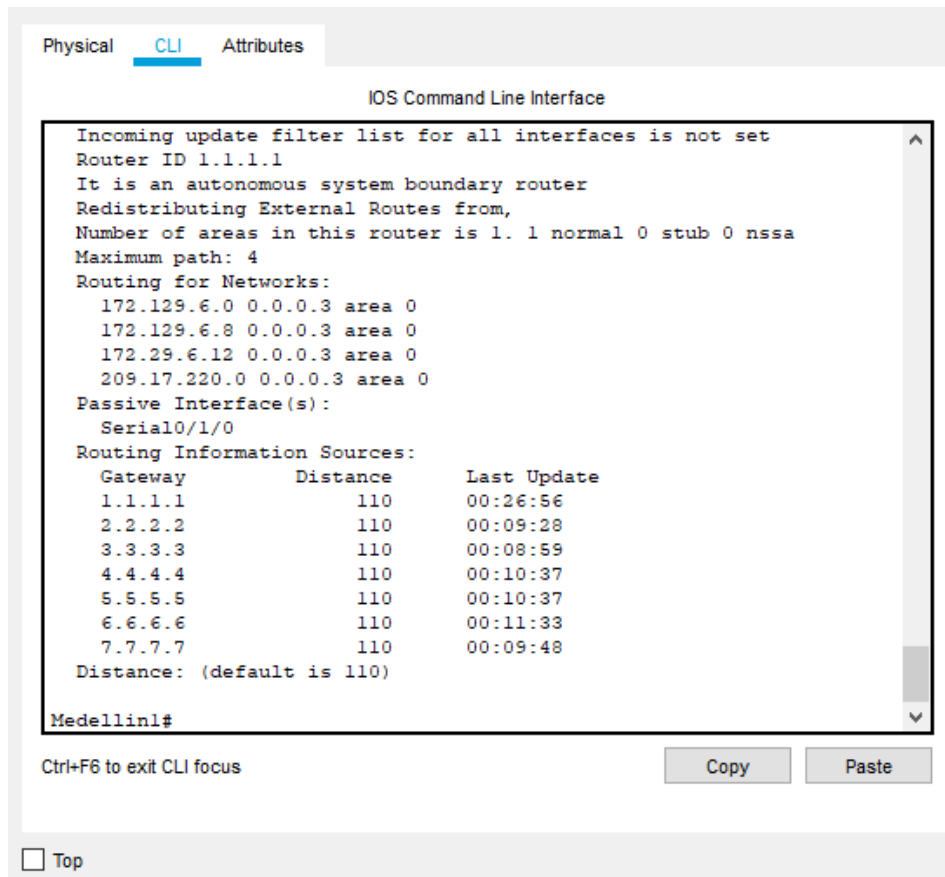 Physical CLI Attributes
IOS Command Line Interface
Incoming update filter list for all interfaces is not set
Router ID 1.1.1.1
It is an autonomous system boundary router
Redistributing External Routes from,
Number of areas in this router is 1. 1 normal 0 stub 0 nssa
Maximum path: 4
Routing for Networks:
172.129.6.0 0.0.0.3 area 0
172.129.6.8 0.0.0.3 area 0
172.29.6.12 0.0.0.3 area 0
209.17.220.0 0.0.0.3 area 0
Passive Interface(s):
Serial0/1/0
Routing Information Sources:
Gateway Distance Last Update
1.1.1.1 110 00:26:56
2.2.2.2 110 00:09:28
3.3.3.3 110 00:08:59
4.4.4.4 110 00:10:37
5.5.5.5 110 00:10:37
6.6.6.6 110 00:11:33
7.7.7.7 110 00:09:48
Distance: (default is 110)
Medellin1#
Ctrl+F6 to exit CLI focus Copy Paste
Top